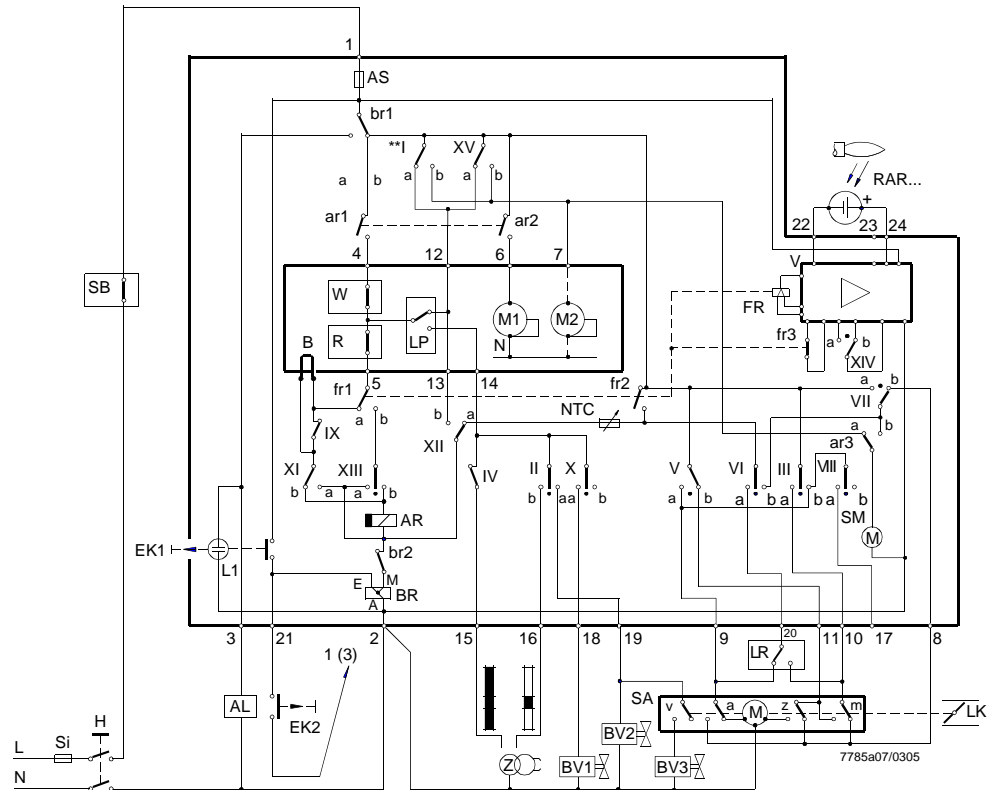 1
AS
br1
**I
XV
a
b
a
b
a
b
RAR...
+
ar1
ar2
22
23
24
4
12
6
7
V
SB
W
FR
M1
M2
R
LP
N
fr3
a
b
B
XIV
fr1
5
13
14
fr2
a
b
a
b
b
a
NTC
VII
IX
XII
a
b
ar3
XI
XIII
IV
II
X
V
VI
III
VIII
b
a
a
b
b
a
a
b
a
b
a
b
a
b
a
b
SM
AR
M
EK1
br2
L1
E
M
BR
A
3
21
2
15
16
18
19
9
20
11
10
17
8
1 (3)
LR
AL
SA
v
a
M
z
m
LK
H
EK2
BV2
L
Si
Z
BV1
BV3
7785a07/0305
N